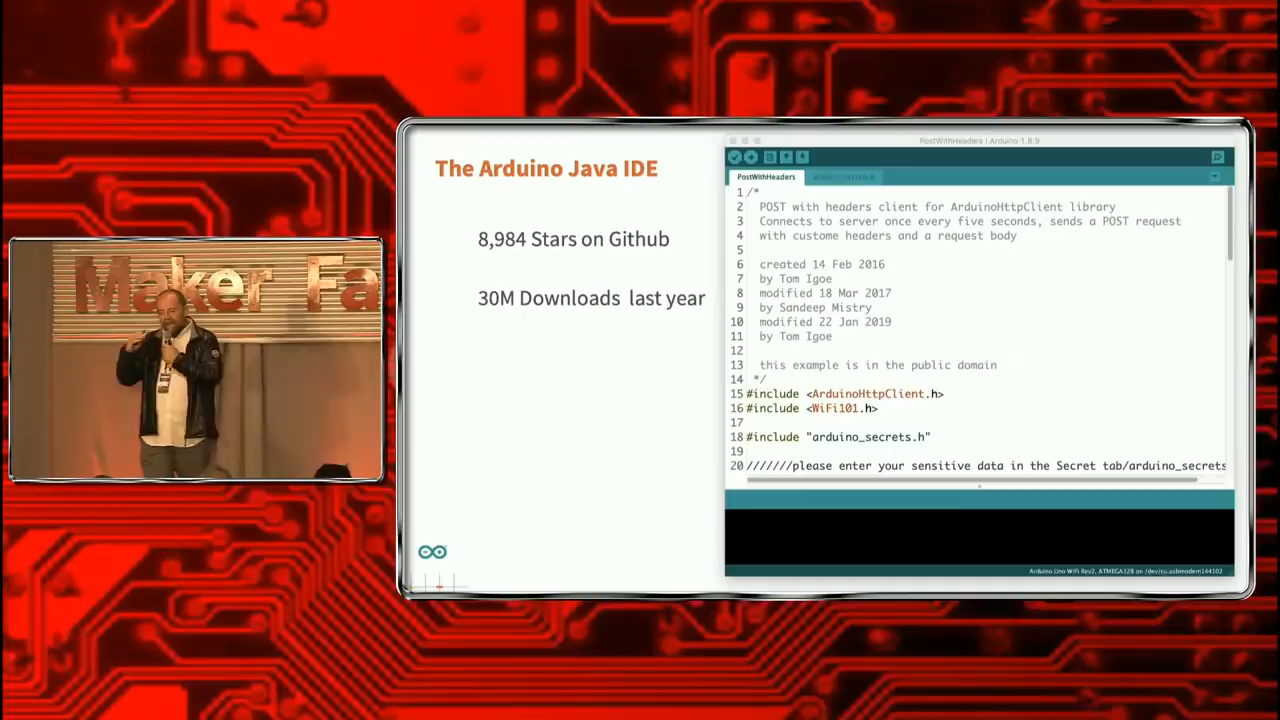 Maker Fa
The Arduino Java IDE
8,984 Stars on Github
30M Downloads last year
PostWithHeaders | Arduino 1.8.9
PostWithHeaders
1 /*
2 POST with headers client for ArduinoHttpClient library
3 Connects to server once every five seconds, sends a POST request
4 with custome headers and a request body
5
6 created 14 Feb 2016
7 by Tom Igoe
8 modified 18 Mar 2017
9 by Sandeep Mistry
10 modified 22 Jan 2019
11 by Tom Igoe
12
13 this example is in the public domain
14 */
15 #include <ArduinoHttpClient.h>
16 #include <WiFi101.h>
17
18 #include "arduino_secrets.h"
19
20 ///////please enter your sensitive data in the Secret tab/arduino_secrets
Arduino Uno WiFi Rev2, ATMEGA328 on /dev/cu.usbmodem144102